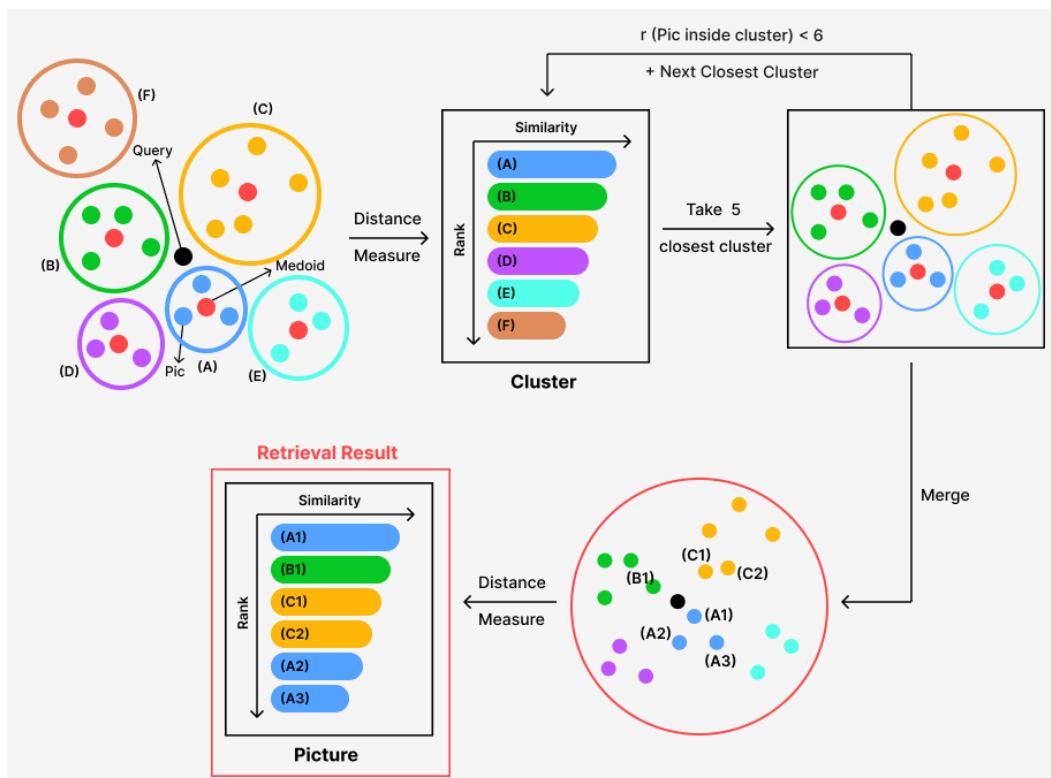 r (Pic inside cluster) < 6
+ Next Closest Cluster
(F)
(C)
Query
(B)
Medoid
(D)
Pic
(A)
(E)
Distance
Measure
Similarity
Rank
(A)
(B)
(C)
(D)
(E)
(F)
Cluster
Take 5
closest cluster
Merge
(C1)
(C2)
(B1)
(A1)
(A2)
(A3)
Distance
Measure
Retrieval Result
Similarity
Rank
(A1)
(B1)
(C1)
(C2)
(A2)
(A3)
Picture